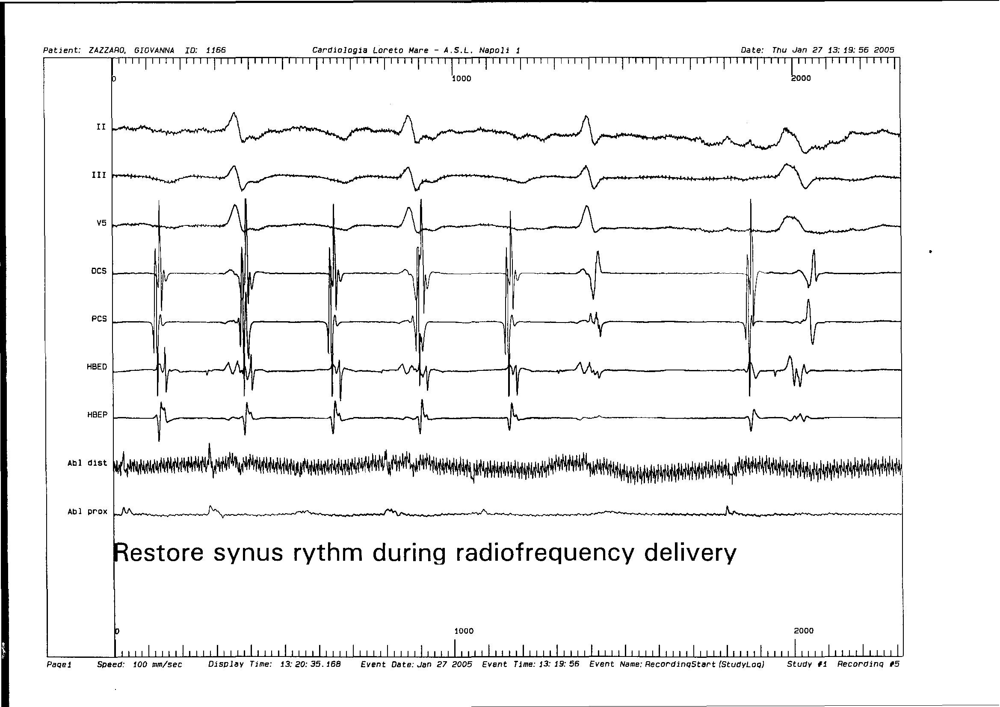 Patient: ZAZZARO, GIOVANNA ID: 1166 Cardiologia Loreto Mare - A.S.L. Napoli 1 Date: Thu Jan 27 13:19:56 2005
0 1000 2000
II
III
V5
DCS
PCS
HBED
HBEP
Abl dist
Abl prox
Restore synus rythm during radiofrequency delivery
0 1000 2000
Page1 Speed: 100 mm/sec Display Time: 13:20:35.168 Event Date: Jan 27 2005 Event Time: 13:19:56 Event Name: RecordingStart (StudyLog) Study #1 Recording #5